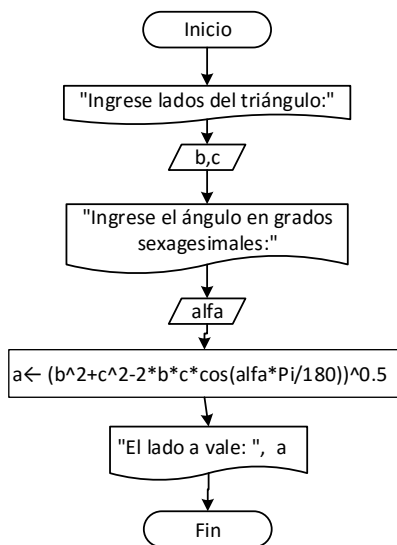 Inicio
"Ingrese lados del triángulo:"
b,c
"Ingrese el ángulo en grados
sexagesimales:"
alfa
a← (b^2+c^2-2*b*c*cos(alfa*Pi/180))^0.5
"El lado a vale: ", a
Fin